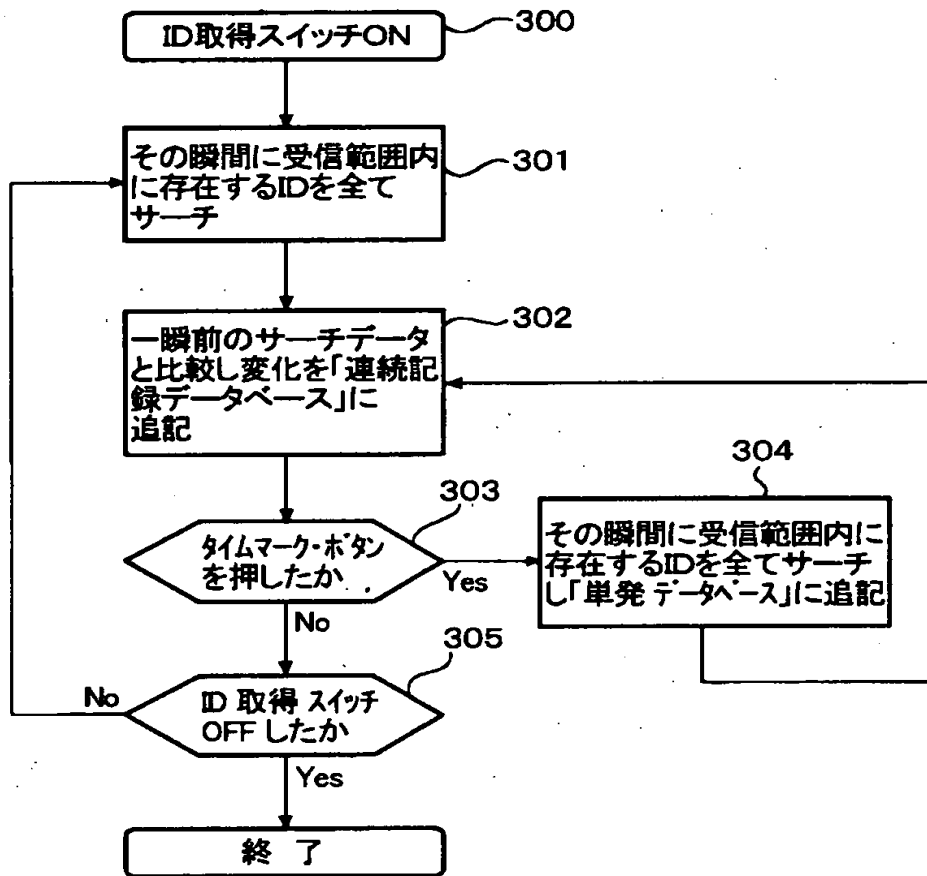 ID取得スイッチON
300
その瞬間に受信範囲内
に存在するIDを全て
サーチ
301
一瞬前のサーチデータ
と比較し変化を「連続記
録データベース」に
追記
302
タイムマーク・ボタン
を押したか
303
Yes
No
304
その瞬間に受信範囲内に
存在するIDを全てサーチ
し「単発データベース」に追記
ID 取得 スイッチ
OFF したか
305
No
Yes
終 了